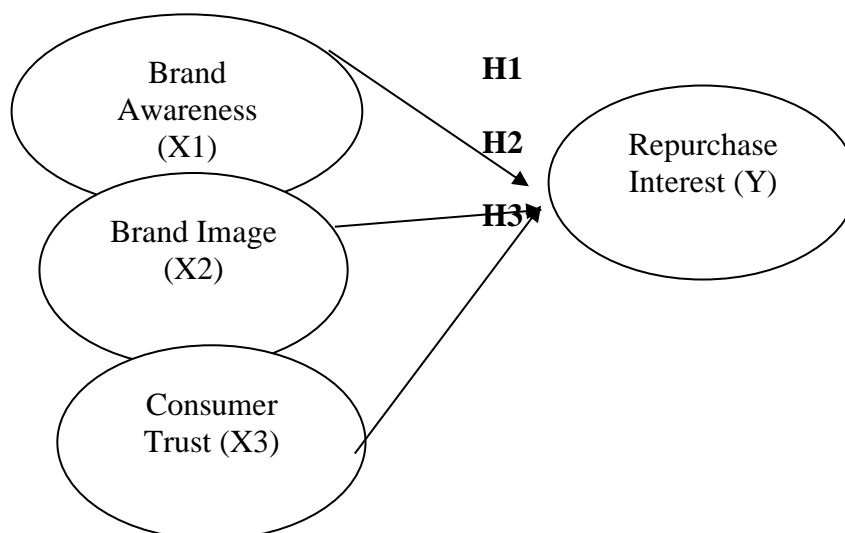 Brand
Awareness
(X1)
Brand Image
(X2)
Consumer
Trust (X3)
H1
H2
H3
Repurchase
Interest (Y)